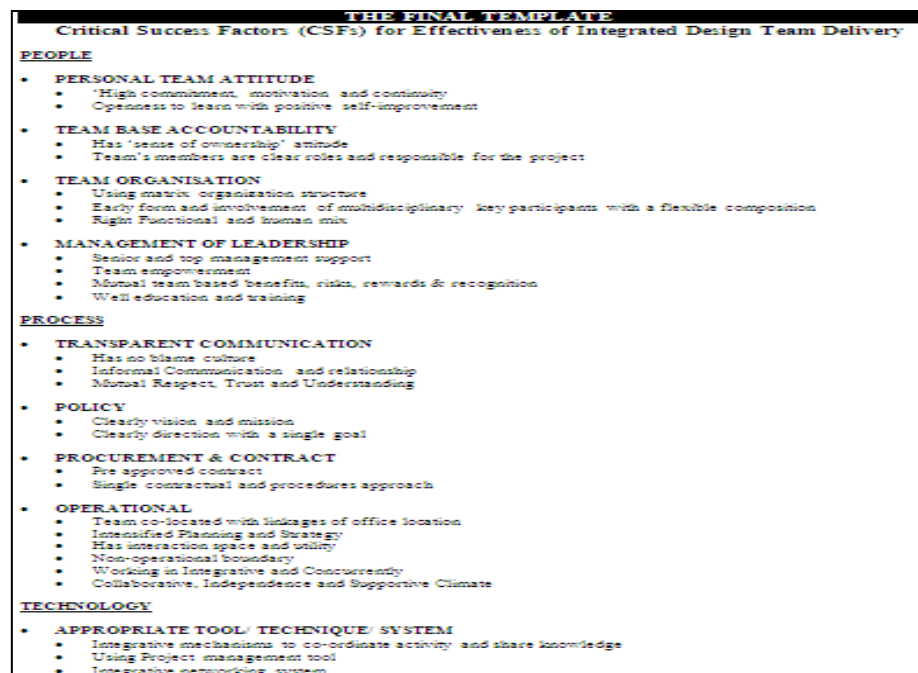 THE FINAL TEMPLATE
Critical Success Factors (CSFs) for Effectiveness of Integrated Design Team Delivery
PEOPLE
• PERSONAL TEAM ATTITUDE
• 'High commitment, motivation and continuity
• Openness to learn with positive self-improvement
• TEAM BASE ACCOUNTABILITY
• Has 'sense of ownership' attitude
• Team's members are clear roles and responsible for the project
• TEAM ORGANISATION
• Using matrix organization structure
• Early form and involvement of multidisciplinary key participants with a flexible composition
• Right Functional and human mix
• MANAGEMENT OF LEADERSHIP
• Senior and top management support
• Team empowerment
• Mutual team based benefits, risks, rewards & recognition
• Well education and training
PROCESS
• TRANSPARENT COMMUNICATION
• Has no blame culture
• Informal Communication and relationship
• Mutual Respect, Trust and Understanding
• POLICY
• Clearly vision and mission
• Clearly direction with a single goal
• PROCUREMENT & CONTRACT
• Pre approved contract
• Single contractual and procedures approach
• OPERATIONAL
• Team co-located with linkages of office location
• Intensified Planning and Strategy
• Has interaction space and utility
• Non-operational boundary
• Working in Integrative and Concurrently
• Collaborative, Independence and Supportive Climate
TECHNOLOGY
• APPROPRIATE TOOL/ TECHNIQUE/ SYSTEM
• Integrative mechanisms to co-ordinate activity and share knowledge
• Using Project management tool
• Integrative networking system